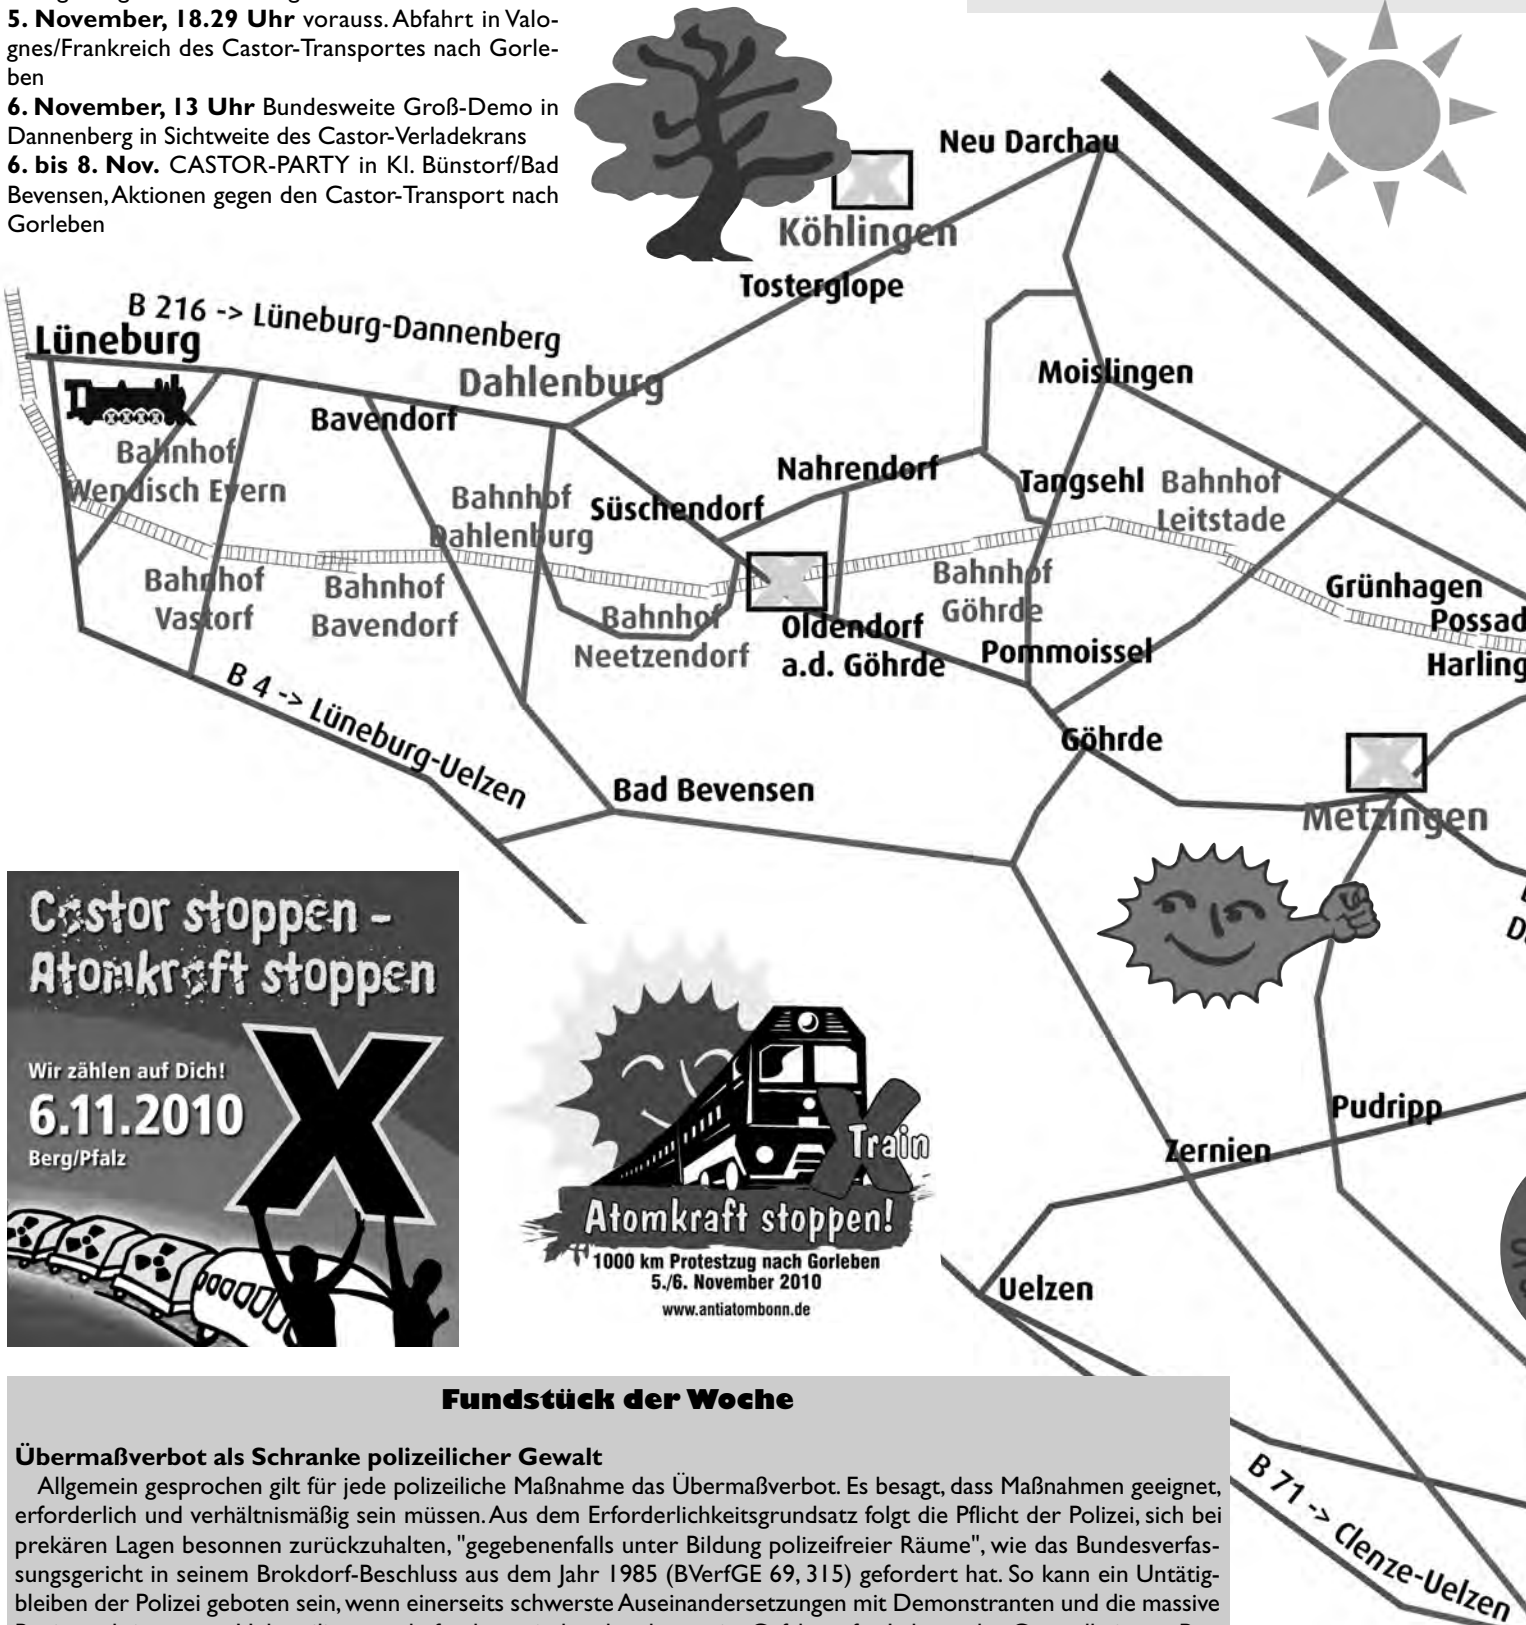 5. November, 18.29 Uhr vorauss. Abfahrt in Valo-
gnes/Frankreich des Castor-Transportes nach Gorle-
ben
6. November, 13 Uhr Bundesweite Groß-Demo in
Dannenberg in Sichtweite des Castor-Verladekrans
6. bis 8. Nov. CASTOR-PARTY in Kl. Bünstorf/Bad
Bevensen, Aktionen gegen den Castor-Transport nach
Gorleben
Neu Darchau
Köhlingen
Tosterglope
B 216 -> Lüneburg-Dannenberg
Lüneburg
Dahlenburg
Moislingen
Bavendorf
Bahnhof
Wendisch Evern
Nahrendorf
Tangsehl
Bahnhof
Leitstade
Bahnhof
Dahlenburg
Süschendorf
Bahnhof
Vastorf
Bahnhof
Bavendorf
Bahnhof
Neetzendorf
Oldendorf
a.d. Göhrde
Bahnhof
Göhrde
Pommoissel
Grünhagen
Possad
Harling
B 4 -> Lüneburg-Uelzen
Göhrde
Bad Bevensen
Metzingen
Castor stoppen -
Atomkraft stoppen
Wir zählen auf Dich!
6.11.2010
Berg/Pfalz
X
X Train
Atomkraft stoppen!
1000 km Protestzug nach Gorleben
5./6. November 2010
www.antiatombonn.de
Pudripp
Zernien
Uelzen
B 71 -> Clenze-Uelzen
Fundstück der Woche
Übermaßverbot als Schranke polizeilicher Gewalt
Allgemein gesprochen gilt für jede polizeiliche Maßnahme das Übermaßverbot. Es besagt, dass Maßnahmen geeignet,
erforderlich und verhältnismäßig sein müssen. Aus dem Erforderlichkeitsgrundsatz folgt die Pflicht der Polizei, sich bei
prekären Lagen besonnen zurückzuhalten, "gegebenenfalls unter Bildung polizeifreier Räume", wie das Bundesverfas-
sungsgericht in seinem Brokdorf-Beschluss aus dem Jahr 1985 (BVerfGE 69, 315) gefordert hat. So kann ein Untätig-
bleiben der Polizei geboten sein, wenn einerseits schwerste Auseinandersetzungen mit Demonstranten und die massive